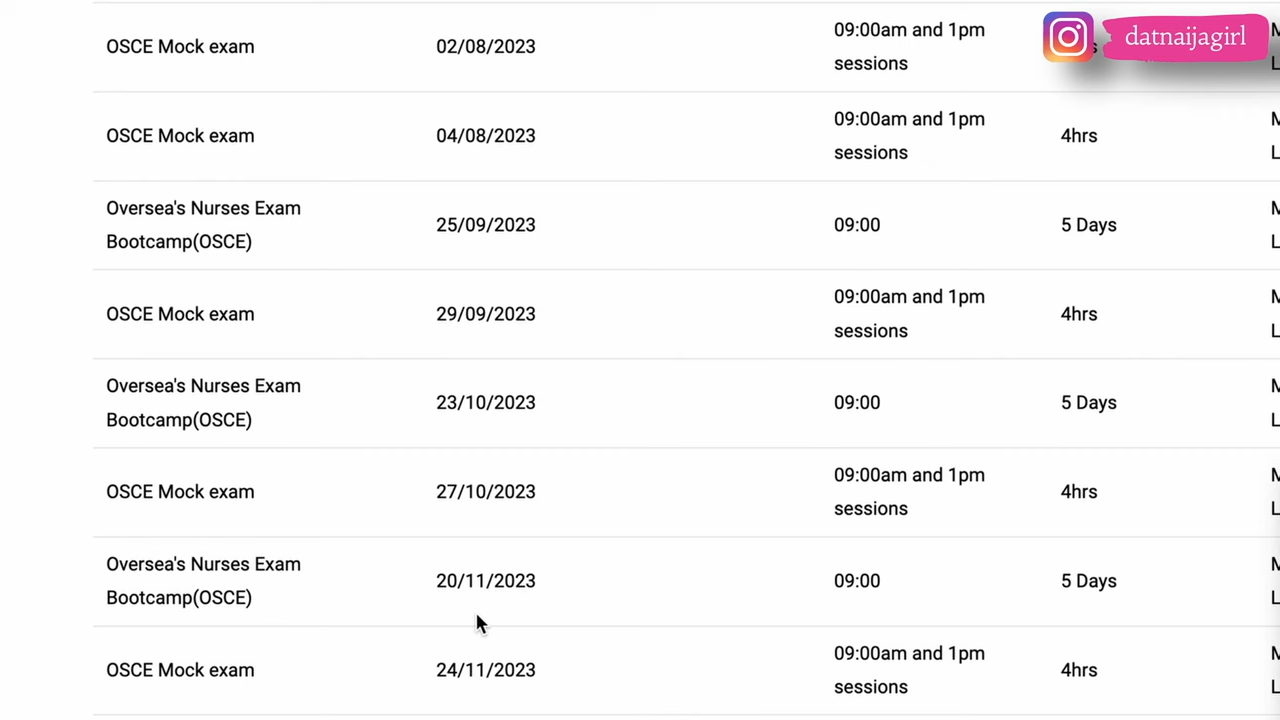 datnaijagirl
09:00am and 1pm
OSCE Mock exam 02/08/2023
sessions
09:00am and 1pm
OSCE Mock exam 04/08/2023 4hrs
sessions
Oversea's Nurses Exam
25/09/2023 09:00 5 Days
Bootcamp(OSCE)
09:00am and 1pm
OSCE Mock exam 29/09/2023 4hrs
sessions
Oversea's Nurses Exam
23/10/2023 09:00 5 Days
Bootcamp(OSCE)
09:00am and 1pm
OSCE Mock exam 27/10/2023 4hrs
sessions
Oversea's Nurses Exam
20/11/2023 09:00 5 Days
Bootcamp(OSCE)
09:00am and 1pm
OSCE Mock exam 24/11/2023 4hrs
sessions